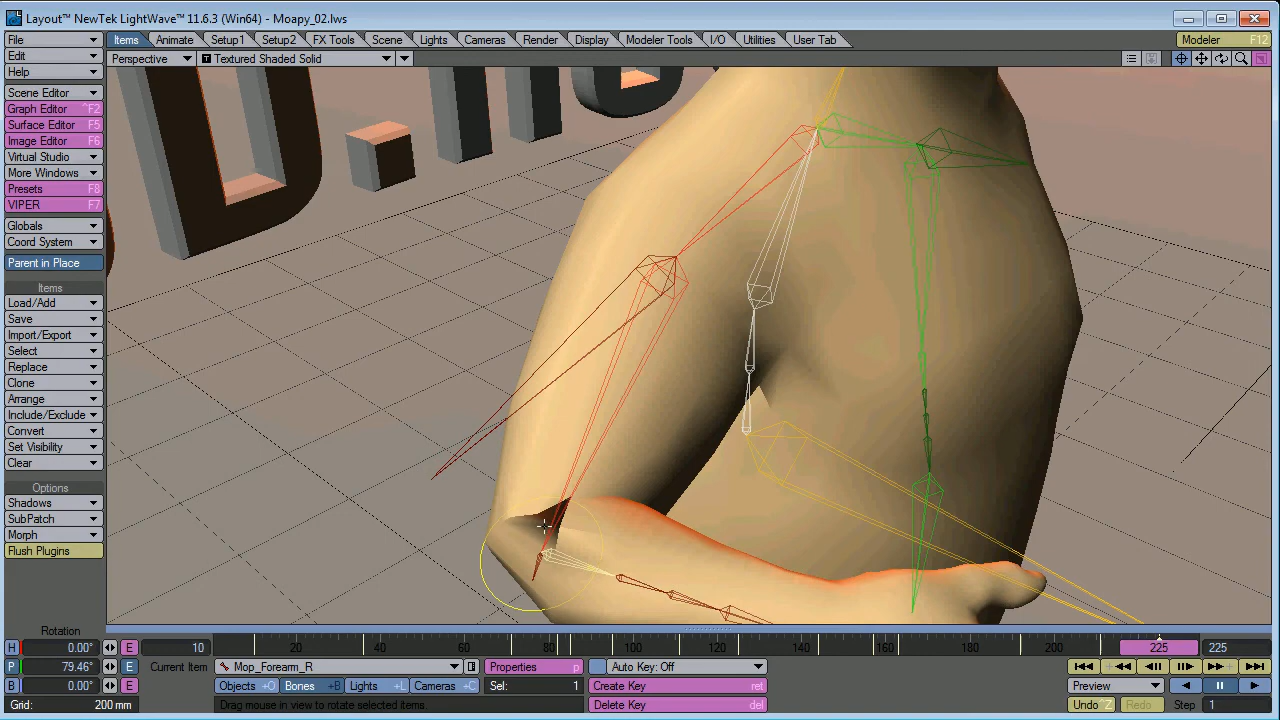 Layout™ NewTek LightWave™ 11.6.3 (Win64) - Moapy_02.lws
File Items Animate Setup1 Setup2 FX Tools Scene Lights Cameras Render Display Modeler Tools I/O Utilities User Tab Modeler F12
Edit Perspective T Textured Shaded Solid
Help
Scene Editor
Graph Editor ^F2
Surface Editor F5
Image Editor F6
Virtual Studio
More Windows
Presets F8
VIPER F7
Globals
Coord System
Parent in Place
Items
Load/Add
Save
Import/Export
Select
Replace
Clone
Arrange
Include/Exclude
Convert
Set Visibility
Clear
Options
Shadows
SubPatch
Morph
Flush Plugins
Rotation
H 0.00° E 10 20 40 60 80 100 120 140 160 180 200 225 225
P 79.46° E Current Item Mop_Forearm_R Properties p Auto Key: Off
B 0.00° E Objects +O Bones +B Lights +L Cameras +C Sel: 1 Create Key ret Preview
Grid: 200 mm Drag mouse in view to rotate selected items. Delete Key del Undo Z Redo Step 1